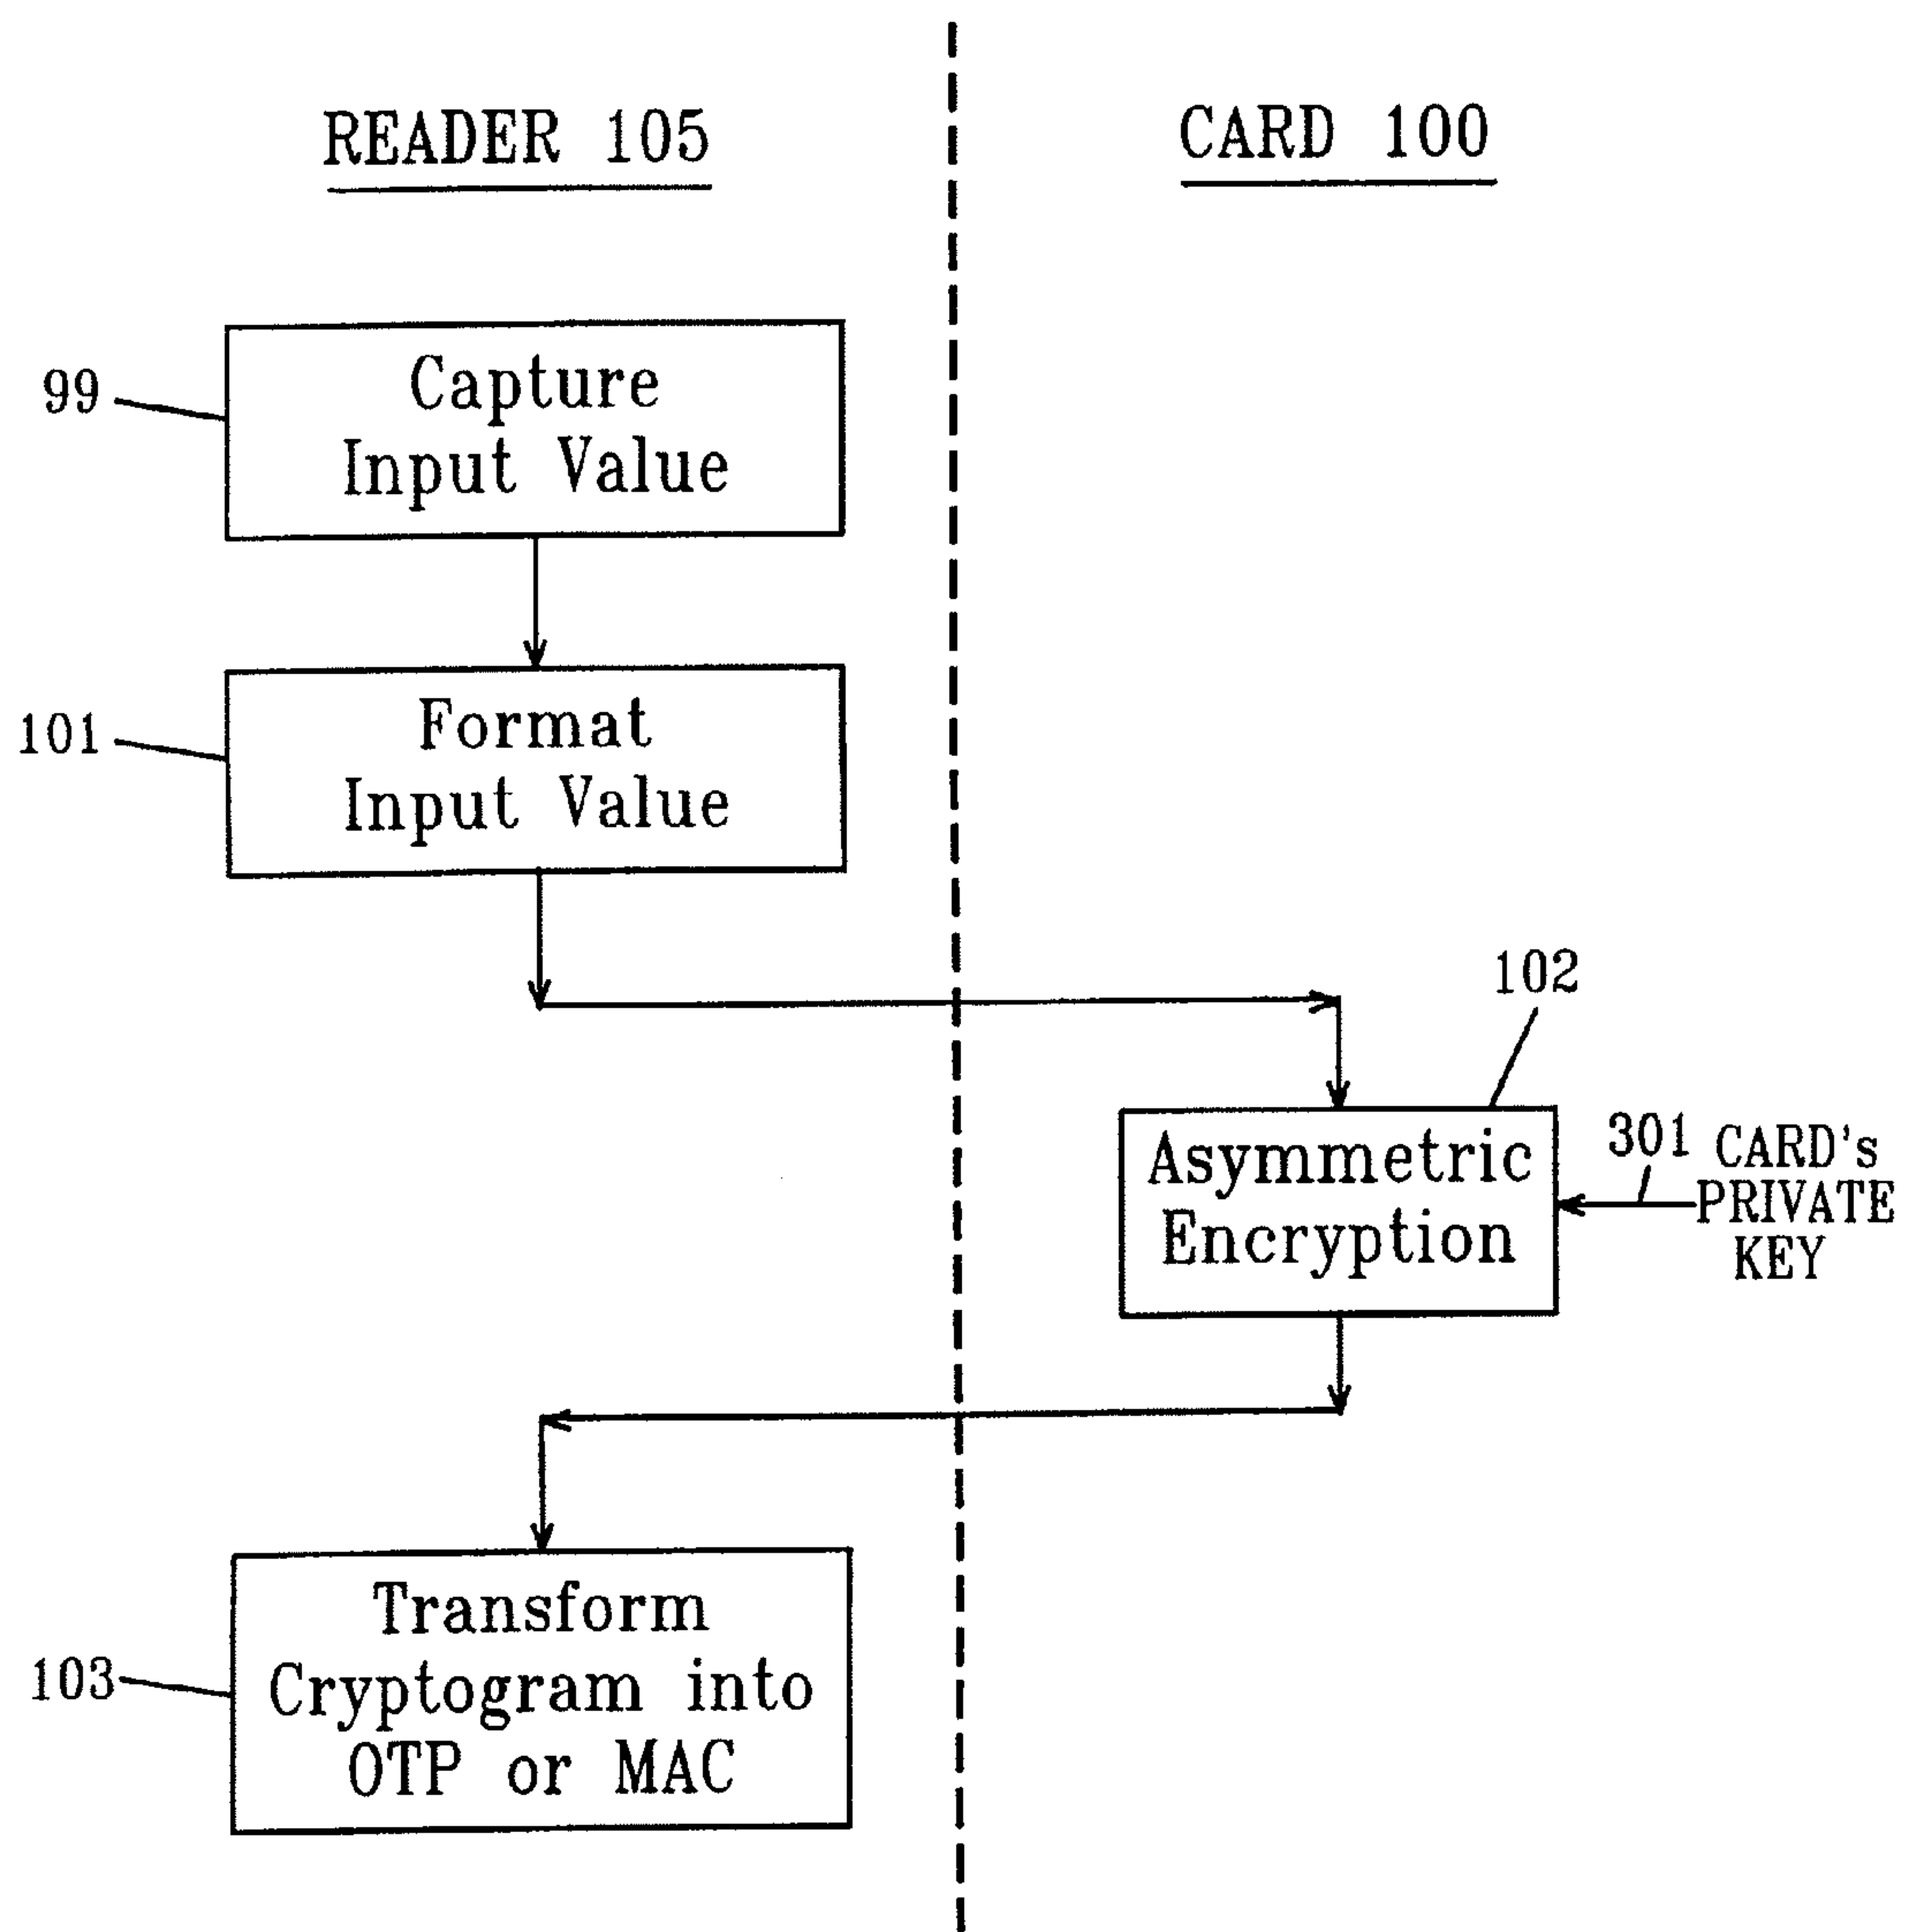 READER 105
CARD 100
99
Capture
Input Value
101
Format
Input Value
102
Asymmetric
Encryption
301
CARD's
PRIVATE
KEY
103
Transform
Cryptogram into
OTP or MAC